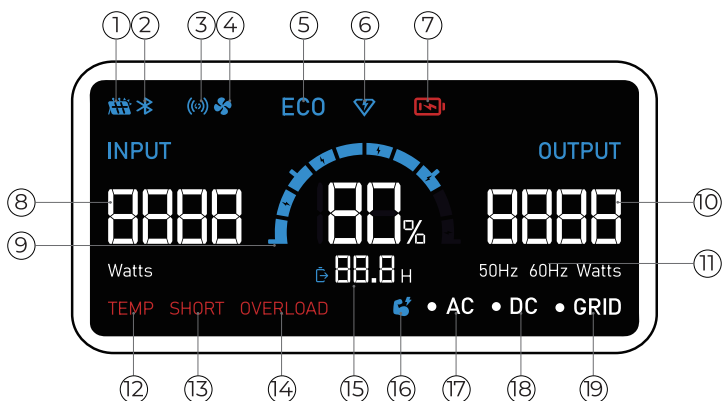 1 2 3 4 5 6 7
ECO
INPUT OUTPUT
8 8888 80% 8888 10
9
Watts 88.8 H 50Hz 60Hz Watts 11
TEMP SHORT OVERLOAD AC DC GRID
12 13 14 15 16 17 18 19